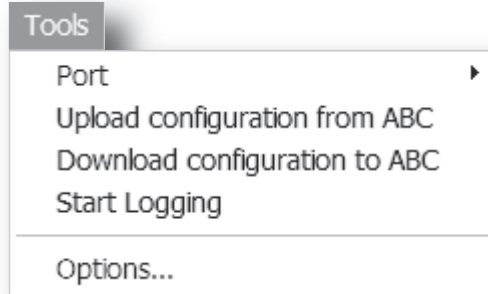 Tools
Port
Upload configuration from ABC
Download configuration to ABC
Start Logging
Options...